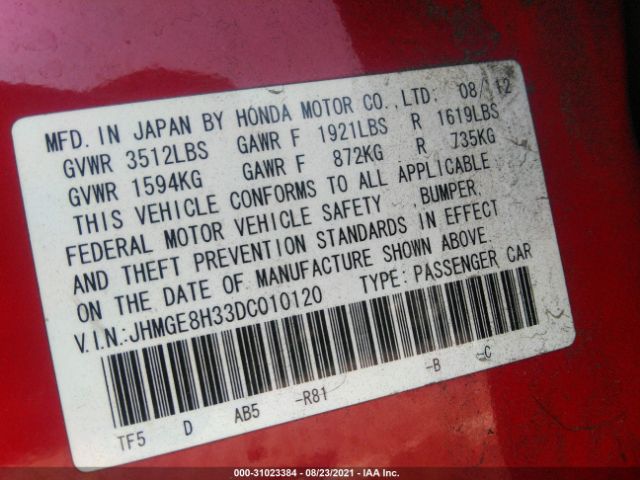 MFD. IN JAPAN BY HONDA MOTOR CO., LTD. 08/12
GVWR 3512LBS GAWR F 1921LBS R 1619LBS
GVWR 1594KG GAWR F 872KG R 735KG
THIS VEHICLE CONFORMS TO ALL APPLICABLE
FEDERAL MOTOR VEHICLE SAFETY, BUMPER,
AND THEFT PREVENTION STANDARDS IN EFFECT
ON THE DATE OF MANUFACTURE SHOWN ABOVE.
V.I.N.:JHMGE8H33DC010120 TYPE: PASSENGER CAR
TF5 D AB5 -R81 -B -C
000-31023384 - 08/23/2021 - IAA Inc.